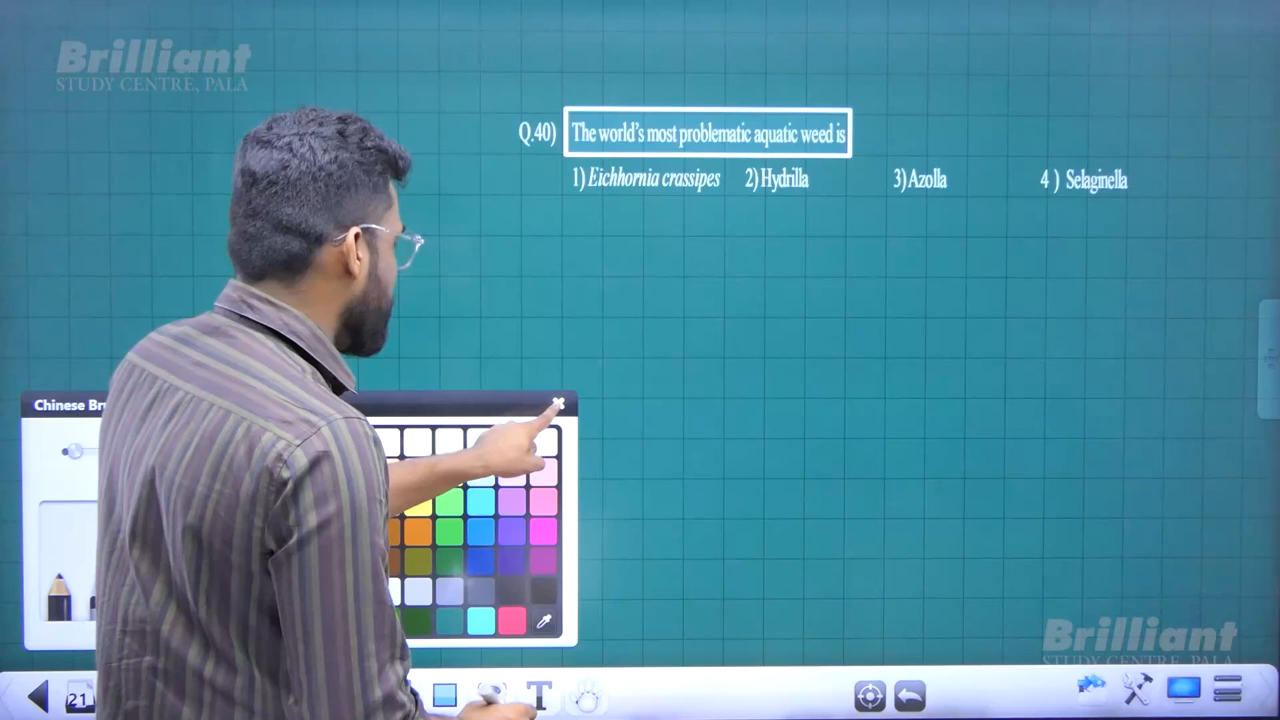 Brilliant
STUDY CENTRE, PALA
Q.40) The world's most problematic aquatic weed is
1) Eichhornia crassipes 2) Hydrilla 3) Azolla 4 ) Selaginella
Chinese Bru
Brilliant
STUDY CENTRE, PALA
21
T